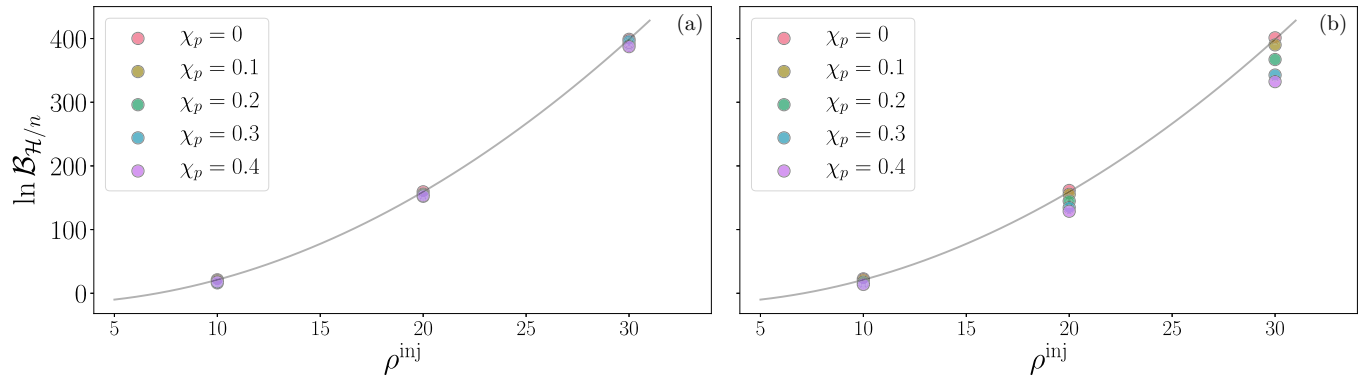 (a)
χ_p = 0
χ_p = 0.1
χ_p = 0.2
χ_p = 0.3
χ_p = 0.4
ln ℬ_ℋ/n
400
300
200
100
0
5 10 15 20 25 30
ρ^inj
(b)
χ_p = 0
χ_p = 0.1
χ_p = 0.2
χ_p = 0.3
χ_p = 0.4
5 10 15 20 25 30
ρ^inj